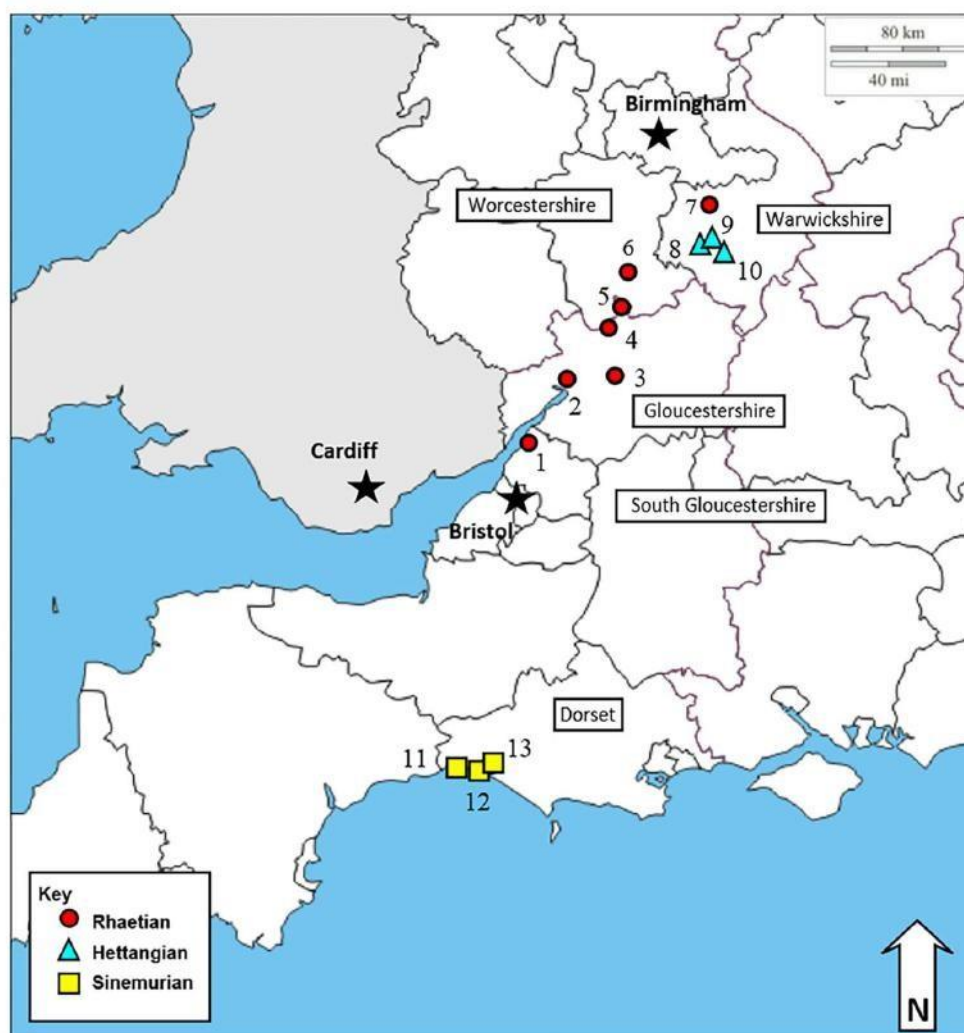 80 km
40 mi
Birmingham
Worcestershire
7
9
Warwickshire
8
10
6
5
4
3
2
Gloucestershire
1
Cardiff
South Gloucestershire
Bristol
Dorset
11
13
12
Key
Rhaetian
Hettangian
Sinemurian
N